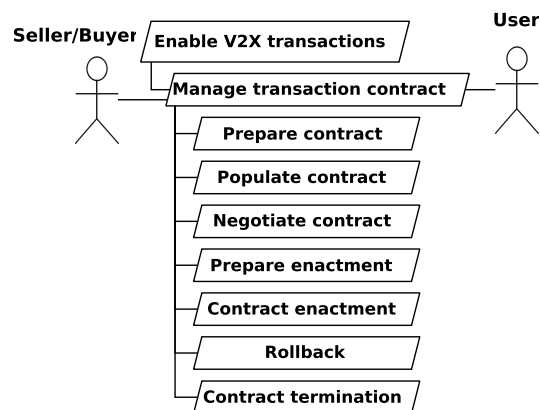 Seller/Buyer
User
Enable V2X transactions
Manage transaction contract
Prepare contract
Populate contract
Negotiate contract
Prepare enactment
Contract enactment
Rollback
Contract termination